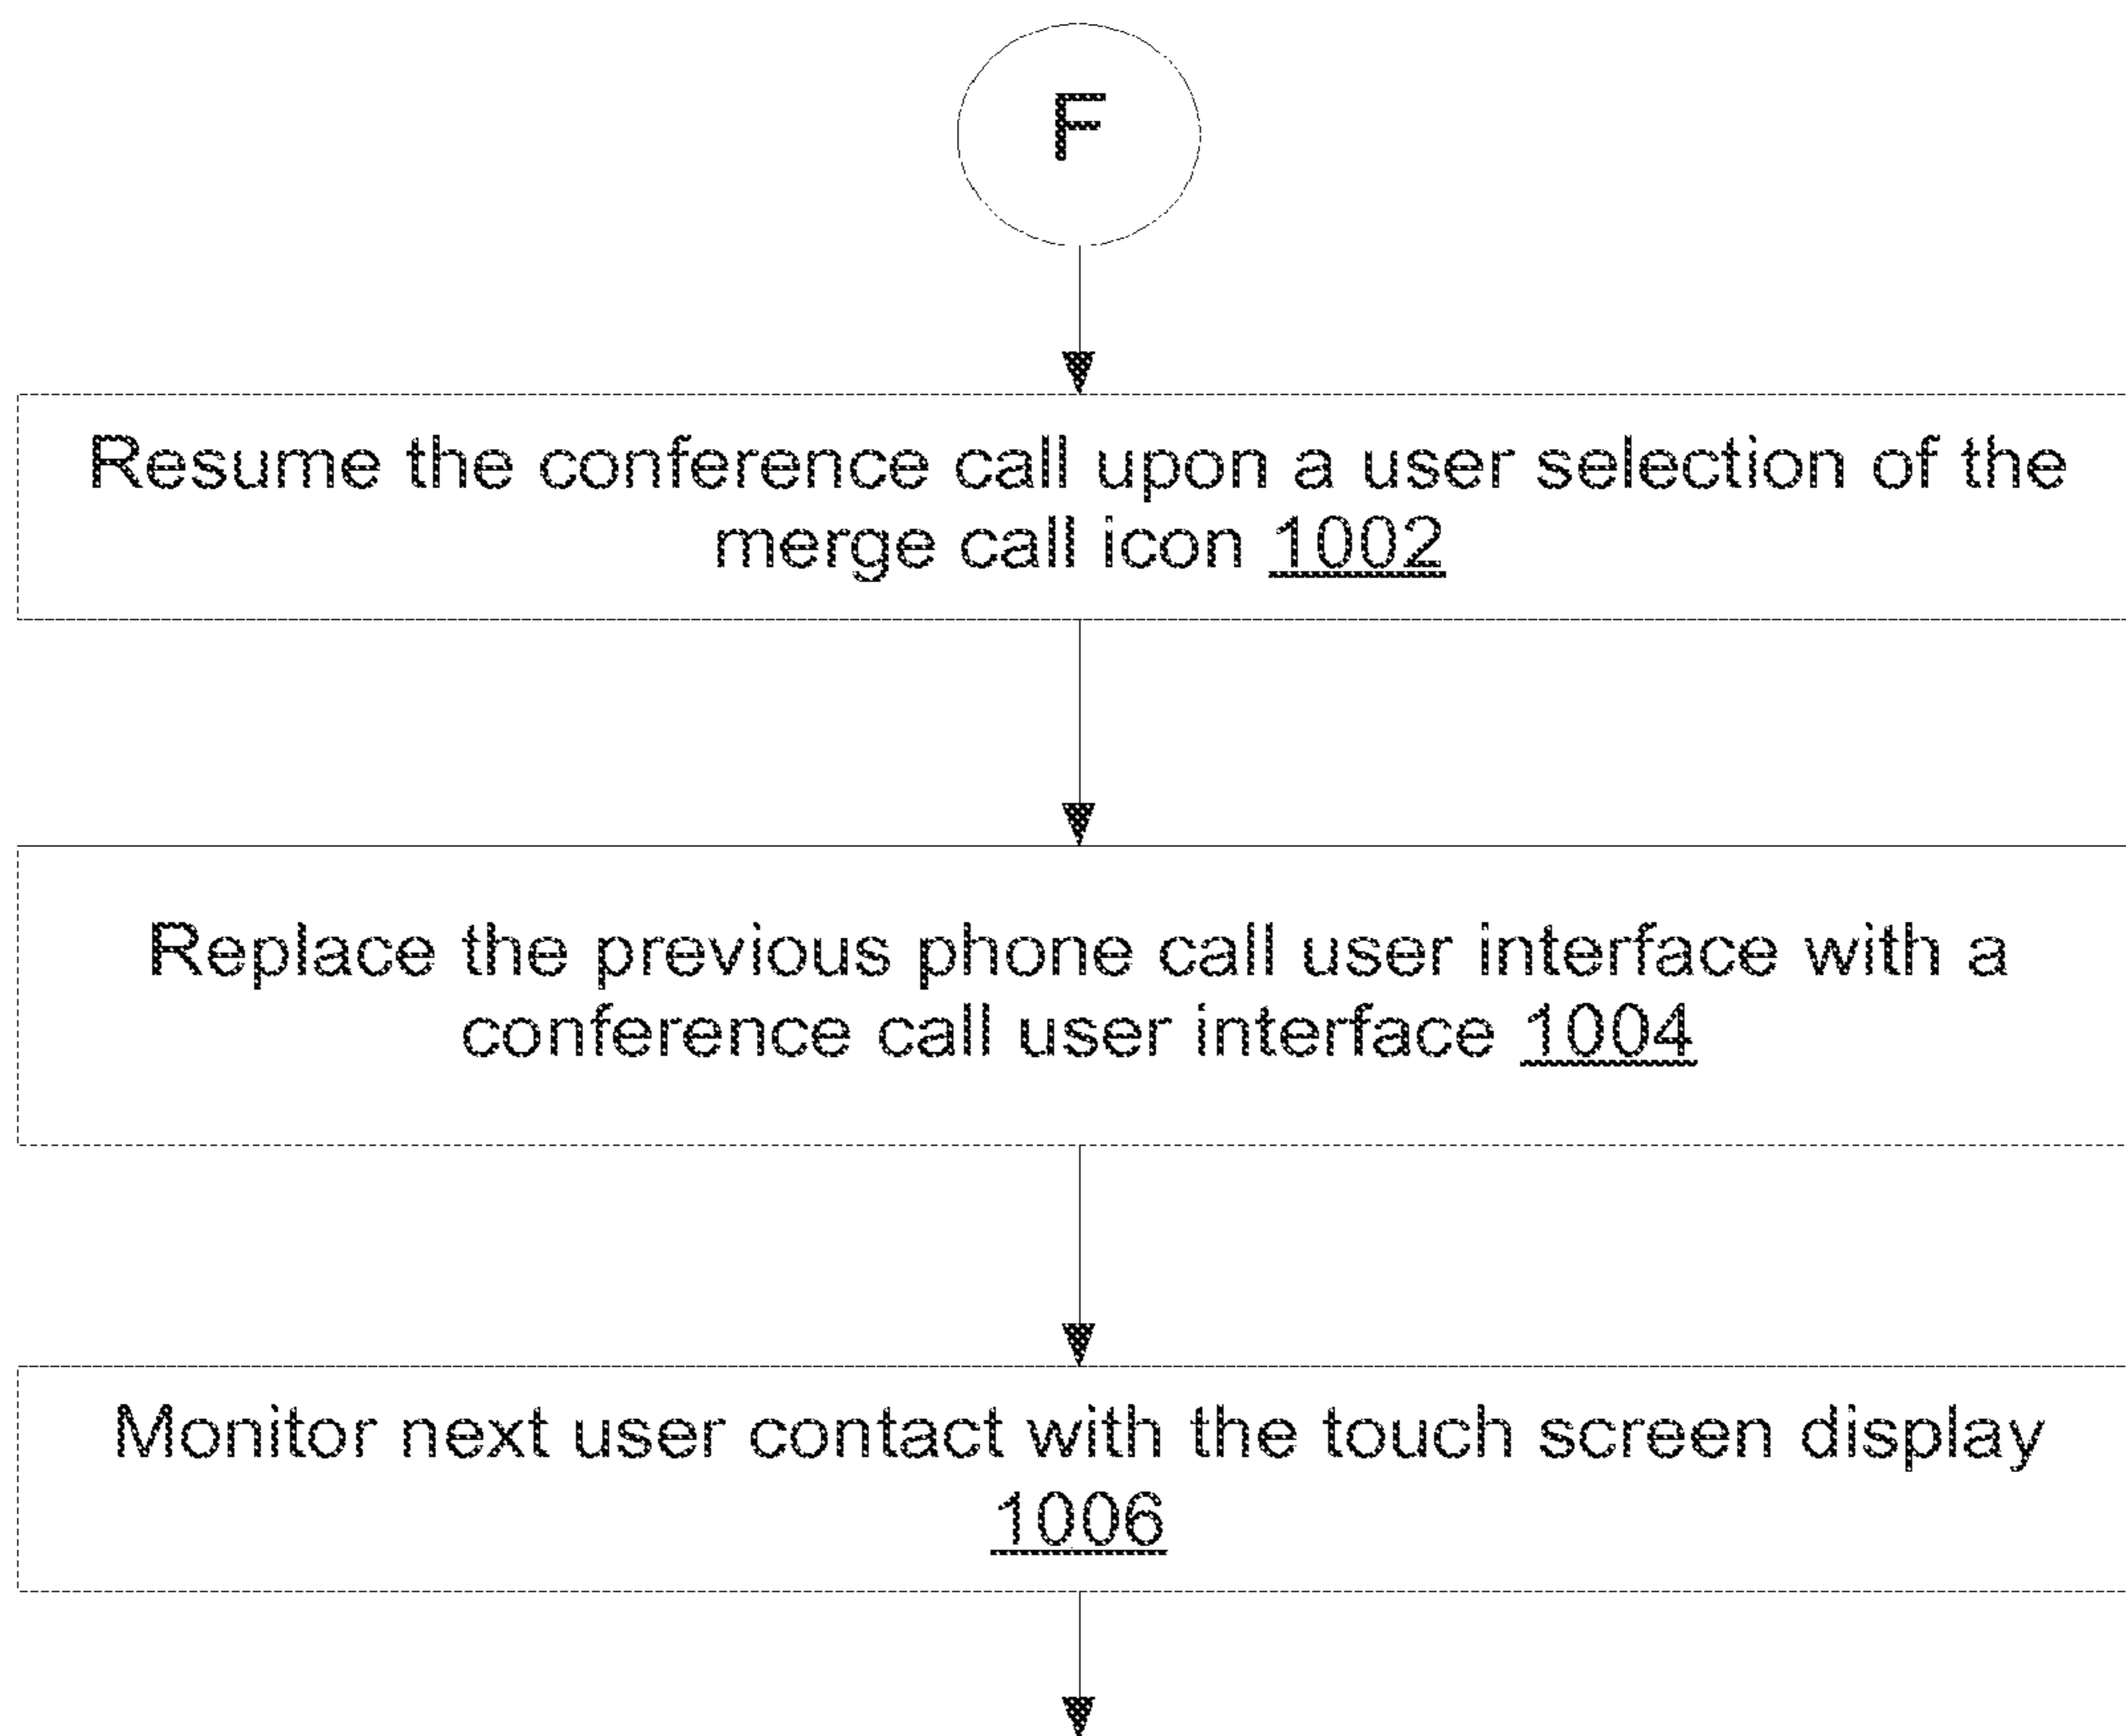 F
Resume the conference call upon a user selection of the
merge call icon 1002
Replace the previous phone call user interface with a
conference call user interface 1004
Monitor next user contact with the touch screen display
1006